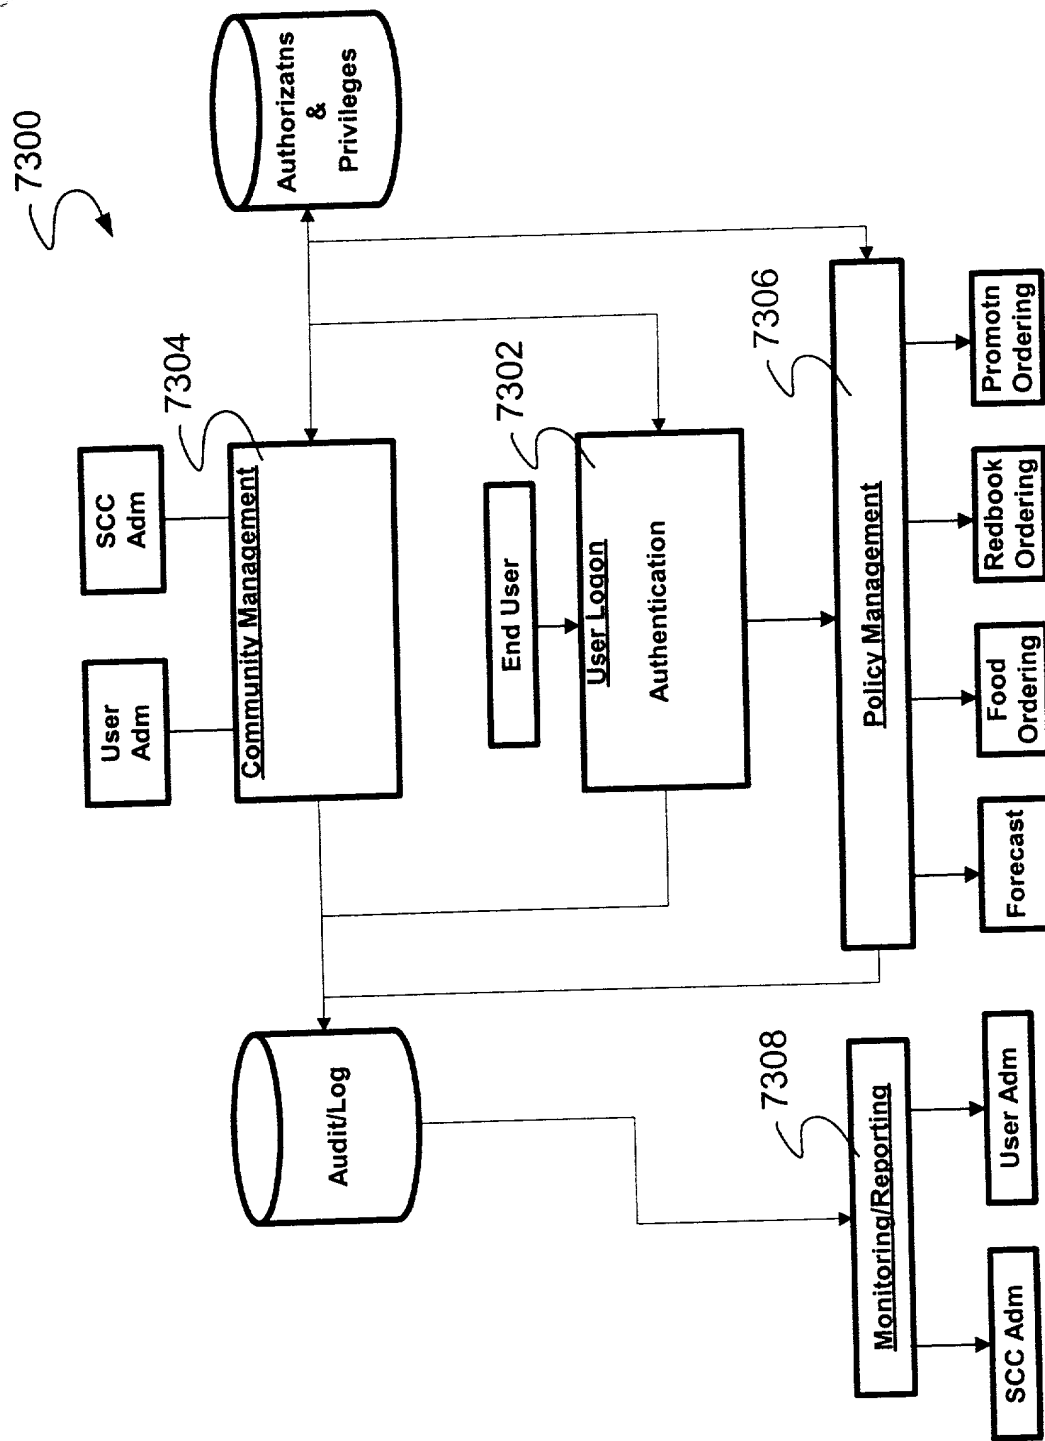 7300
User
Adm
SCC
Adm
7304
Community Management
Authorizatns
&
Privileges
Audit/Log
End User
7302
User Logon
Authentication
7308
Monitoring/Reporting
7306
Policy Management
SCC Adm
User Adm
Forecast
Food
Ordering
Redbook
Ordering
Promotn
Ordering